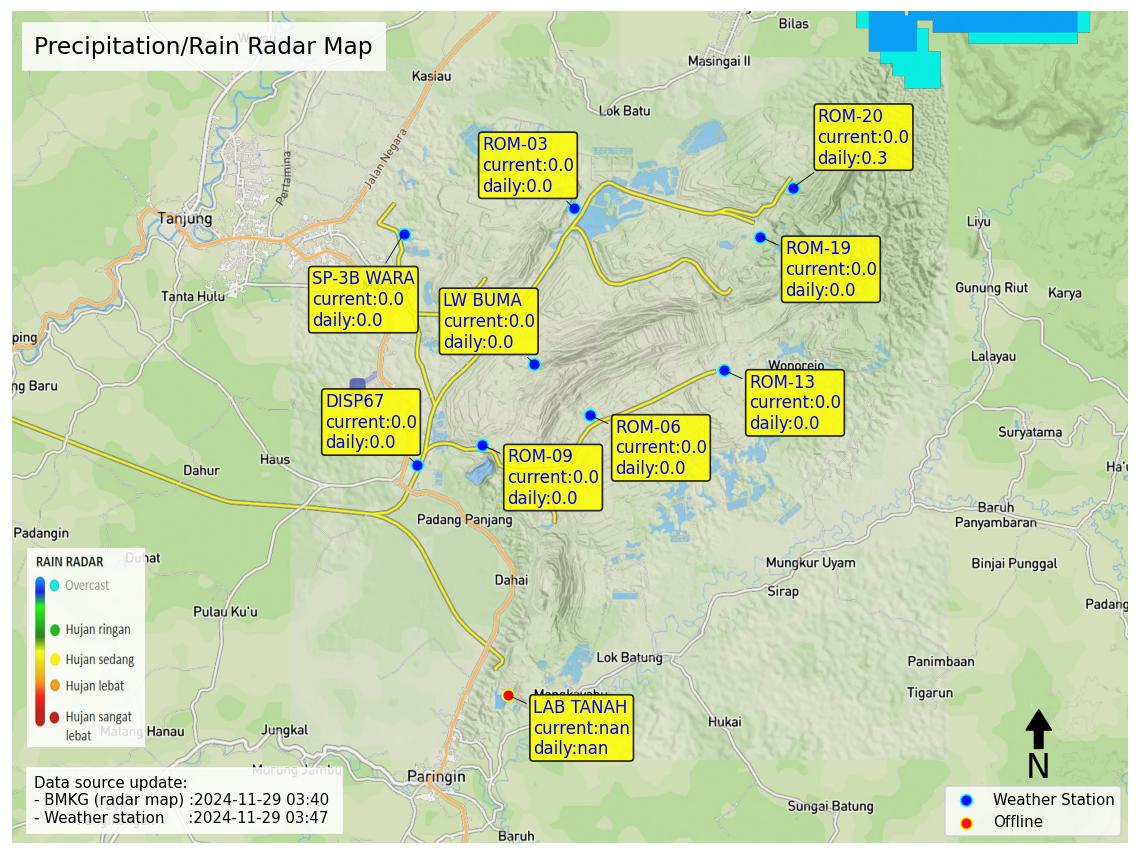 Precipitation/Rain Radar Map
Bilas
Masingai II
Kasiau
Lok Batu
Jalan Negara
Pertamina
Tanjung
Tanta Hulu
ROM-03
current:0.0
daily:0.0
ROM-20
current:0.0
daily:0.3
ROM-19
current:0.0
daily:0.0
SP-3B WARA
current:0.0
daily:0.0
LW BUMA
current:0.0
daily:0.0
Liyu
Gunung Riut
Karya
Lalayau
ping
ng Baru
Wonorejo
ROM-13
current:0.0
daily:0.0
DISP67
current:0.0
daily:0.0
ROM-06
current:0.0
daily:0.0
ROM-09
current:0.0
daily:0.0
Suryatama
Ha'u
Dahur
Haus
Padang Panjang
Baruh
Panyambaran
Padangin
Duhat
Binjai Punggal
Mungkur Uyam
Sirap
Dahai
Padang
Pulau Ku'u
RAIN RADAR
Overcast
Hujan ringan
Hujan sedang
Hujan lebat
Hujan sangat
lebat
Lok Batung
Panimbaan
Tigarun
Mangkayahu
LAB TANAH
current:nan
daily:nan
Hukai
Matang Hanau
Jungkal
Murung Jambu
Paringin
Sungai Batung
Baruh
N
Data source update:
- BMKG (radar map) :2024-11-29 03:40
- Weather station :2024-11-29 03:47
Weather Station
Offline